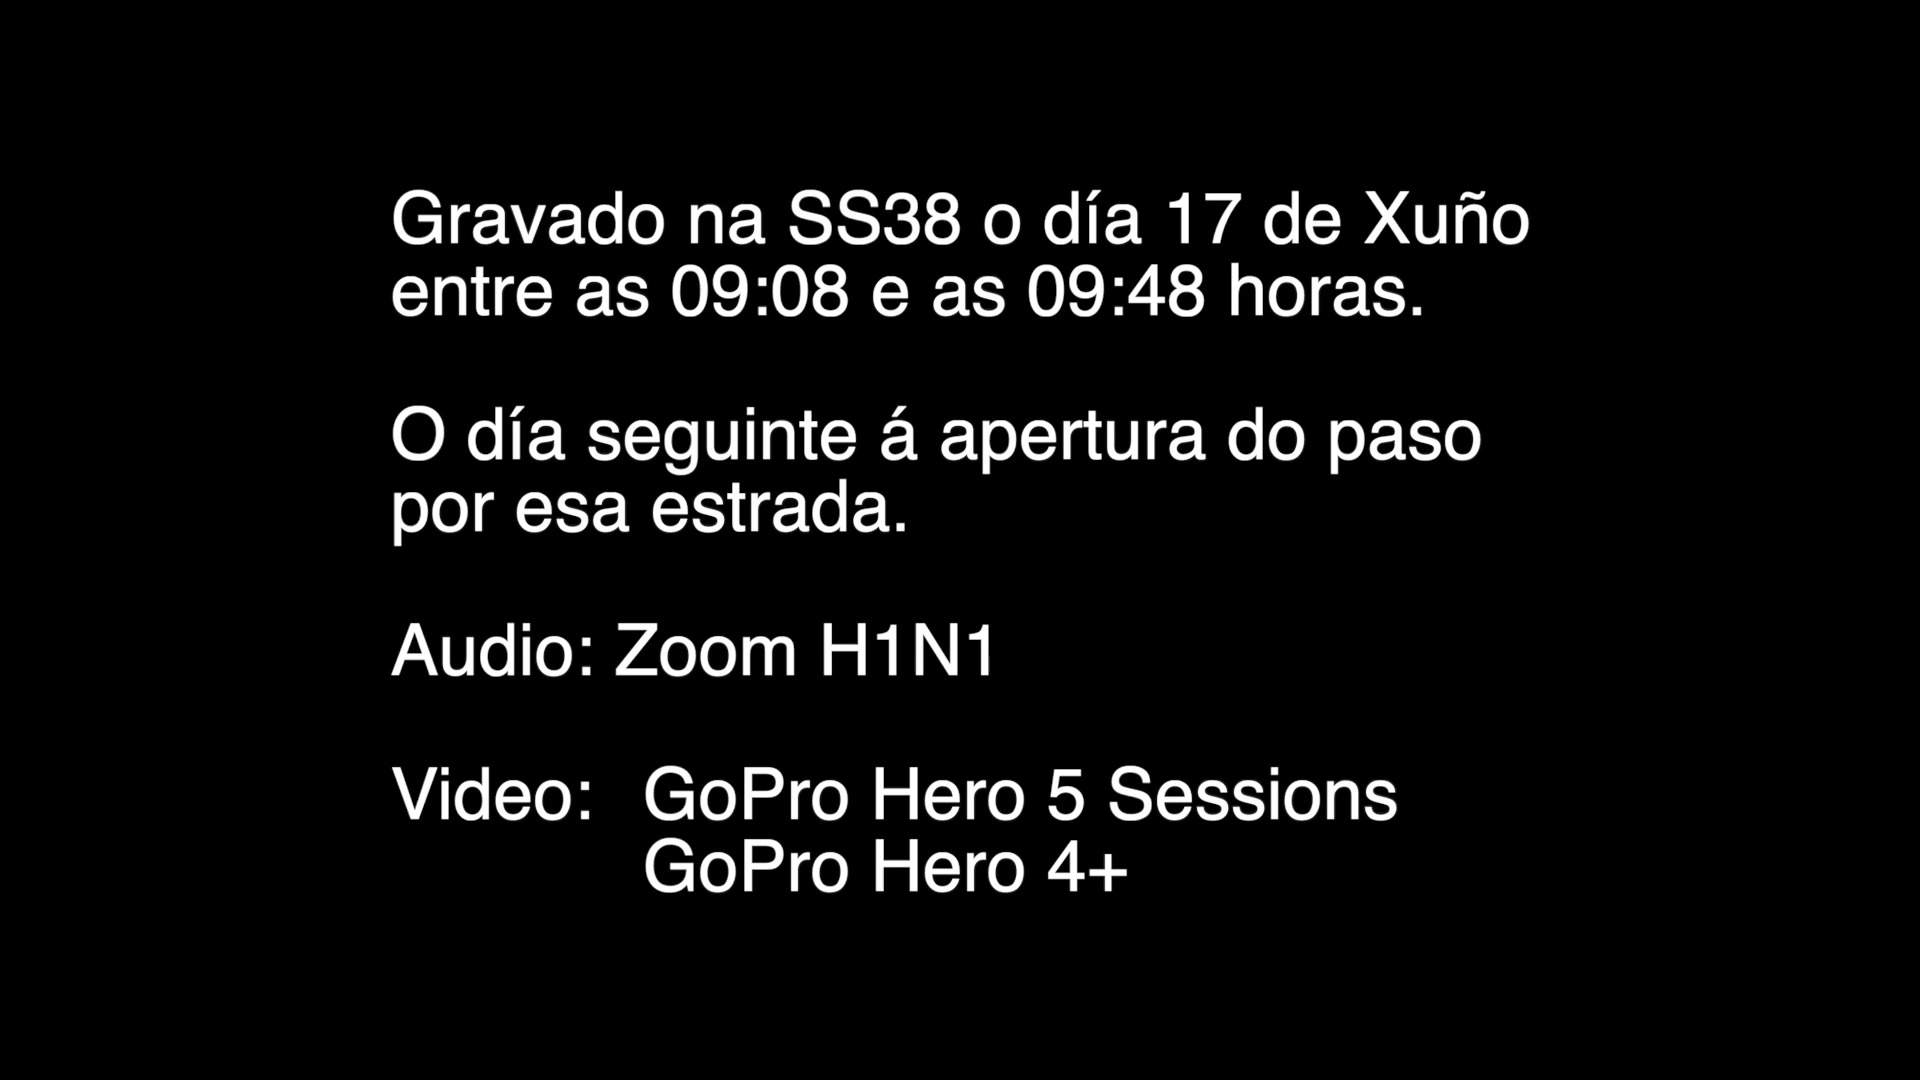 Gravado na SS38 o día 17 de Xuño
entre as 09:08 e as 09:48 horas.
O día seguinte á apertura do paso
por esa estrada.
Audio: Zoom H1N1
Video: GoPro Hero 5 Sessions
GoPro Hero 4+